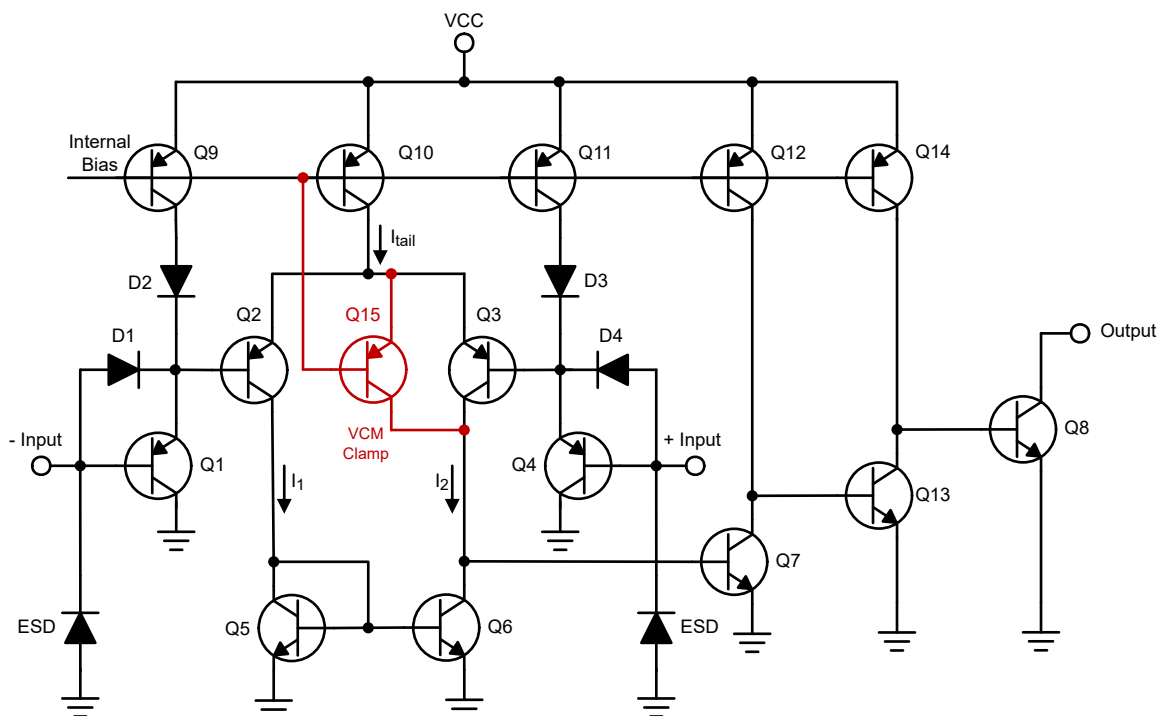 VCC
Internal
Bias
Q9
Q10
Q11
Q12
Q14
I_tail
D2
D3
Q2
Q15
Q3
D1
D4
Output
VCM
Clamp
- Input
Q1
Q4
+ Input
Q8
I₁
I₂
Q13
Q7
ESD
Q5
Q6
ESD